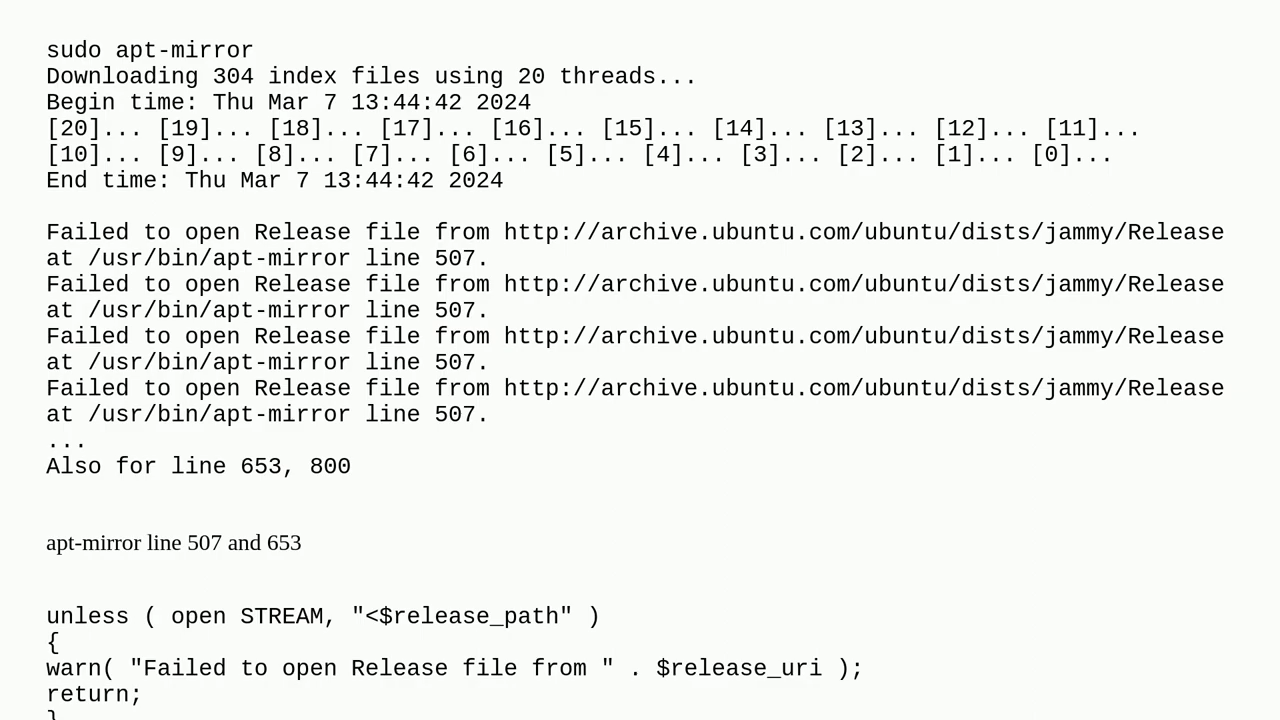 sudo apt-mirror
Downloading 304 index files using 20 threads...
Begin time: Thu Mar 7 13:44:42 2024
[20]... [19]... [18]... [17]... [16]... [15]... [14]... [13]... [12]... [11]...
[10]... [9]... [8]... [7]... [6]... [5]... [4]... [3]... [2]... [1]... [0]...
End time: Thu Mar 7 13:44:42 2024

Failed to open Release file from http://archive.ubuntu.com/ubuntu/dists/jammy/Release
at /usr/bin/apt-mirror line 507.
Failed to open Release file from http://archive.ubuntu.com/ubuntu/dists/jammy/Release
at /usr/bin/apt-mirror line 507.
Failed to open Release file from http://archive.ubuntu.com/ubuntu/dists/jammy/Release
at /usr/bin/apt-mirror line 507.
Failed to open Release file from http://archive.ubuntu.com/ubuntu/dists/jammy/Release
at /usr/bin/apt-mirror line 507.
...
Also for line 653, 800

apt-mirror line 507 and 653

unless ( open STREAM, "<$release_path" )
{
warn( "Failed to open Release file from " . $release_uri );
return;
}